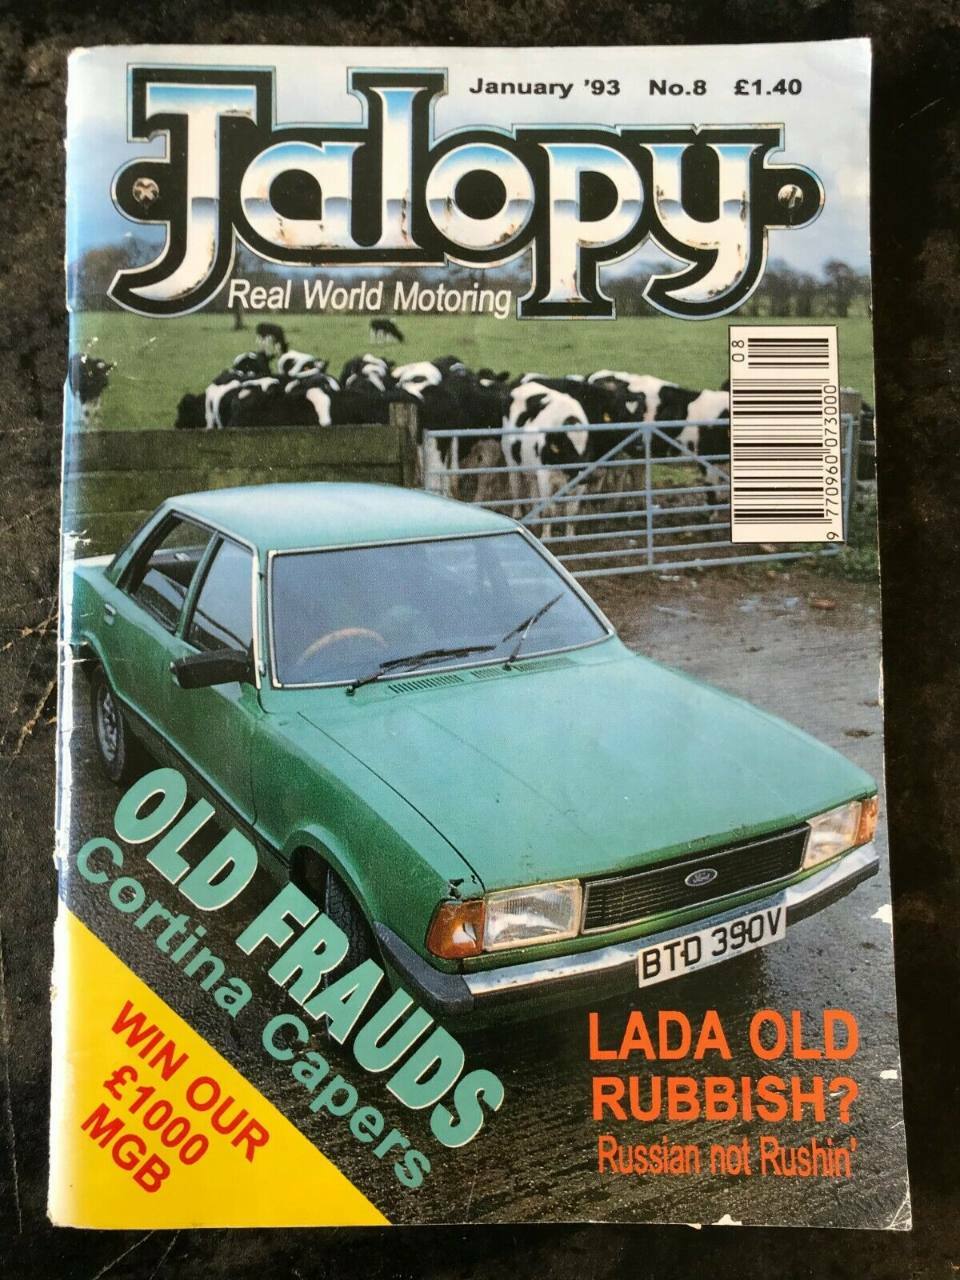 January '93 No.8 £1.40
Jalopy
Real World Motoring
08
9 770960 073000
OLD FRAUDS
Cortina Capers
Ford
BTD 390V
WIN OUR
£1000
MGB
LADA OLD
RUBBISH?
Russian not Rushin'